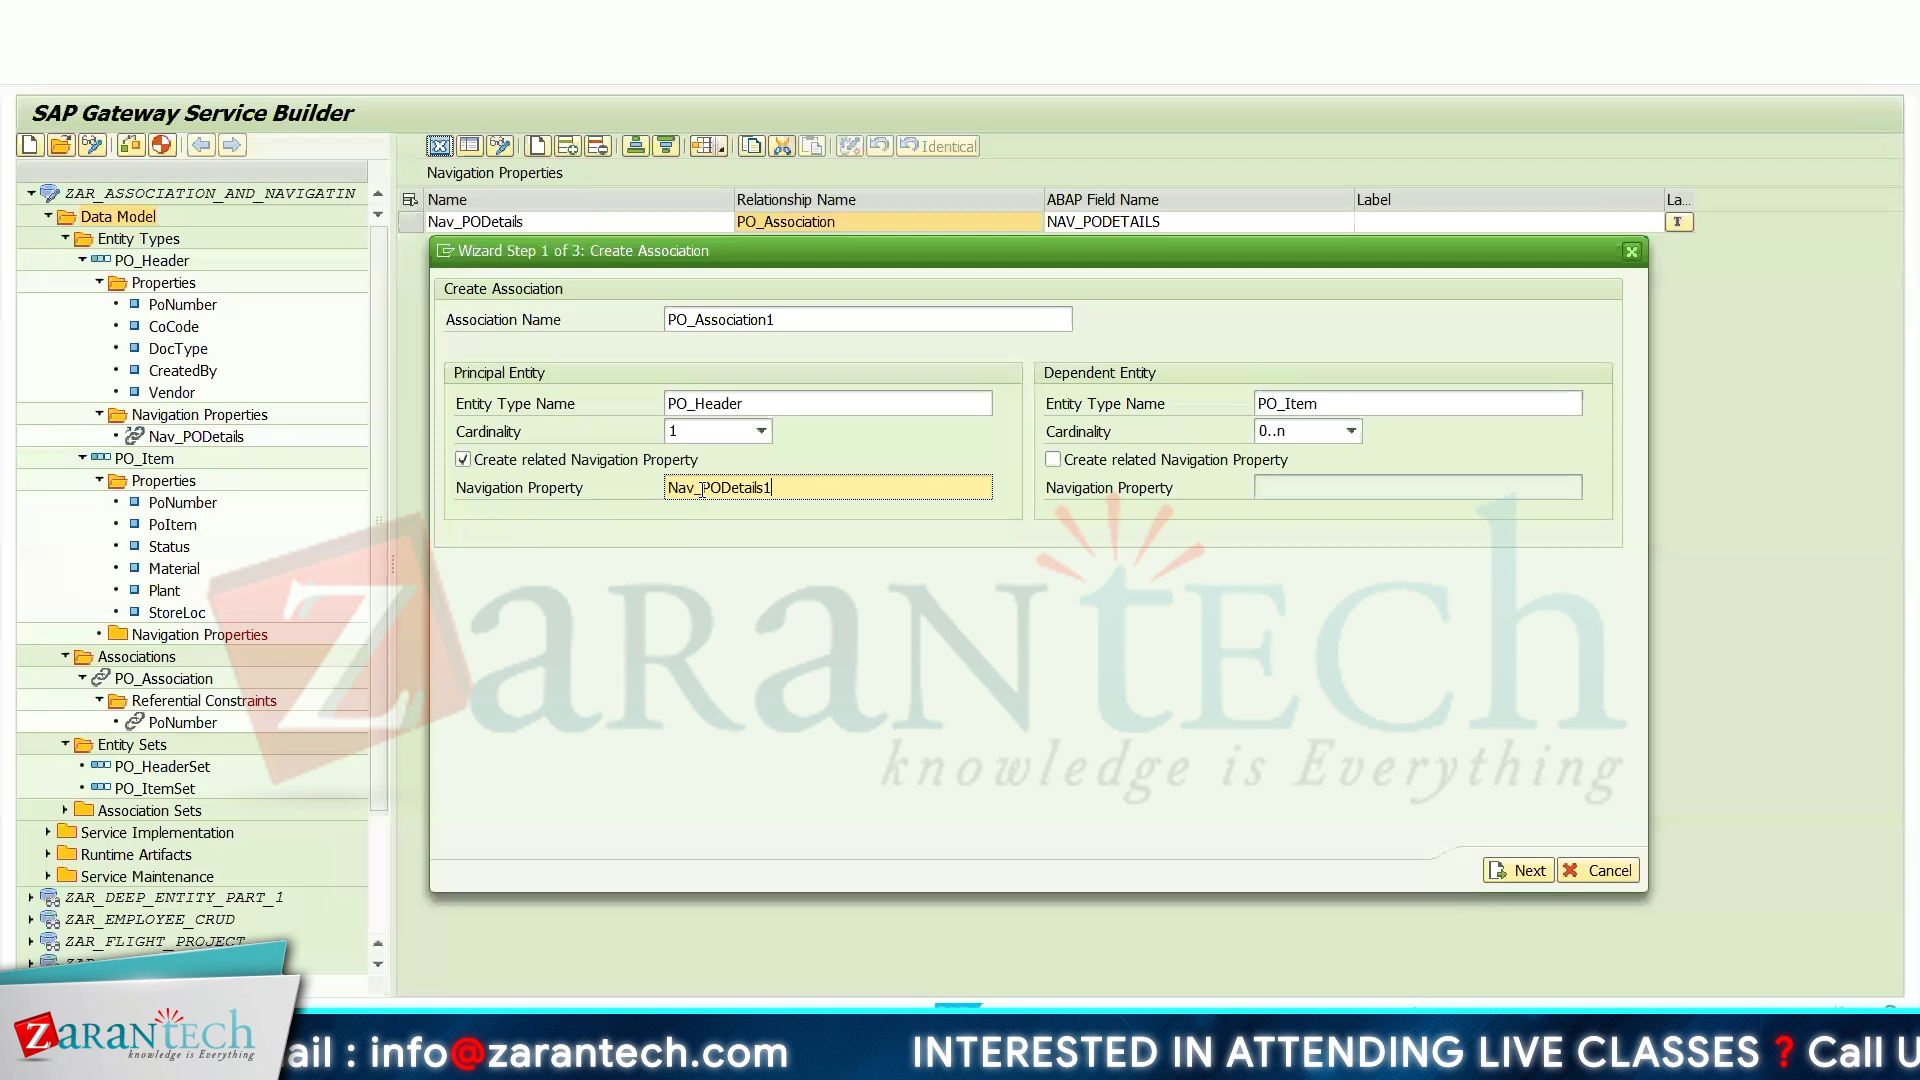 SAP Gateway Service Builder
Identical
Navigation Properties
Name Relationship Name ABAP Field Name Label La...
Nav_PODetails PO_Association NAV_PODETAILS
ZAR_ASSOCIATION_AND_NAVIGATIN
Data Model
Entity Types
PO_Header
Properties
PoNumber
CoCode
DocType
CreatedBy
Vendor
Navigation Properties
Nav_PODetails
PO_Item
Properties
PoNumber
PoItem
Status
Material
Plant
StoreLoc
Navigation Properties
Associations
PO_Association
Referential Constraints
PoNumber
Entity Sets
PO_HeaderSet
PO_ItemSet
Association Sets
Service Implementation
Runtime Artifacts
Service Maintenance
ZAR_DEEP_ENTITY_PART_1
ZAR_EMPLOYEE_CRUD
ZAR_FLIGHT_PROJECT
Wizard Step 1 of 3: Create Association
Create Association
Association Name PO_Association1
Principal Entity
Entity Type Name PO_Header
Cardinality 1
Create related Navigation Property
Navigation Property Nav_PODetails1
Dependent Entity
Entity Type Name PO_Item
Cardinality 0..n
Create related Navigation Property
Navigation Property
Next Cancel
ZaranTech
knowledge is Everything
ZaranTech
knowledge is Everything
ail : info@zarantech.com INTERESTED IN ATTENDING LIVE CLASSES ? Call U